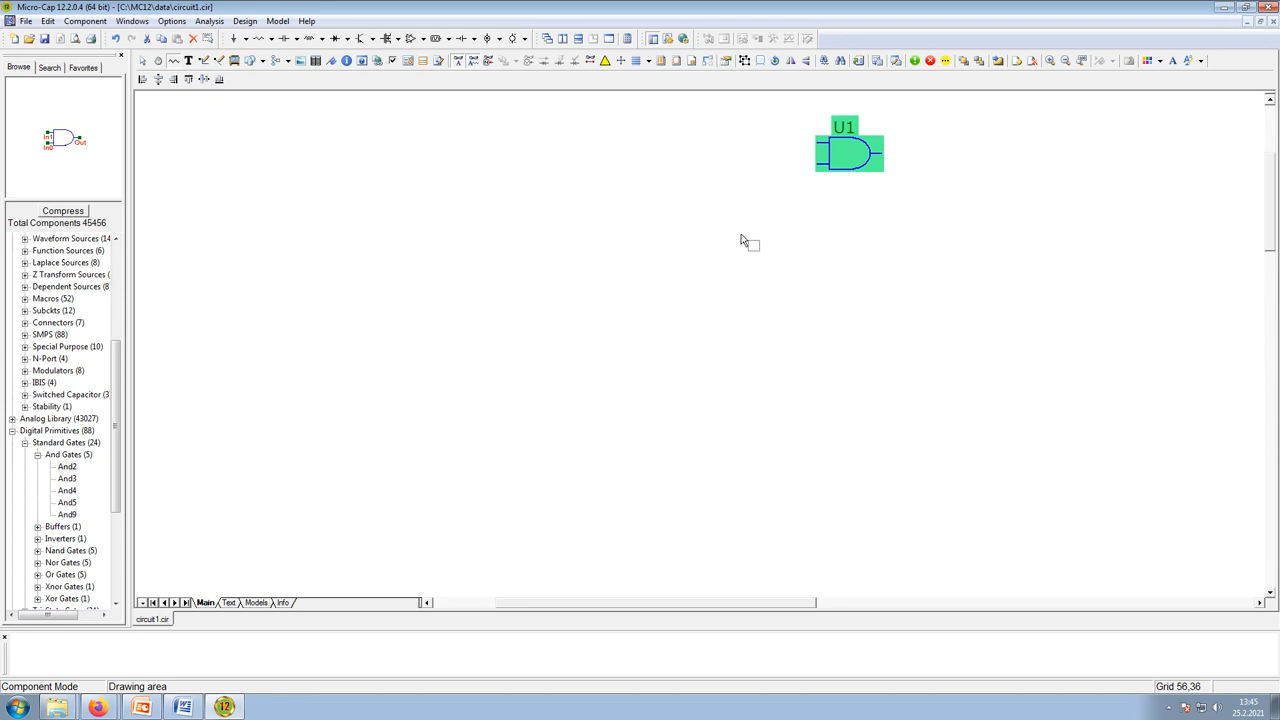 Micro-Cap 12.2.0.4 (64 bit) - [C:\MC12\data\circuit1.cir]
File Edit Component Windows Options Analysis Design Model Help
Browse Search Favorites
In1
In0
Out
Compress
Total Components 45456
Waveform Sources (14
Function Sources (6)
Laplace Sources (8)
Z Transform Sources (
Dependent Sources (8
Macros (52)
Subckts (12)
Connectors (7)
SMPS (88)
Special Purpose (10)
N-Port (4)
Modulators (8)
IBIS (4)
Switched Capacitor (3
Stability (1)
Analog Library (43027)
Digital Primitives (88)
Standard Gates (24)
And Gates (5)
And2
And3
And4
And5
And9
Buffers (1)
Inverters (1)
Nand Gates (5)
Nor Gates (5)
Or Gates (5)
Xnor Gates (1)
Xor Gates (1)
U1
Main Text Models Info
circuit1.cir
Component Mode Drawing area Grid 56,36
12
13:45
25.2.2021